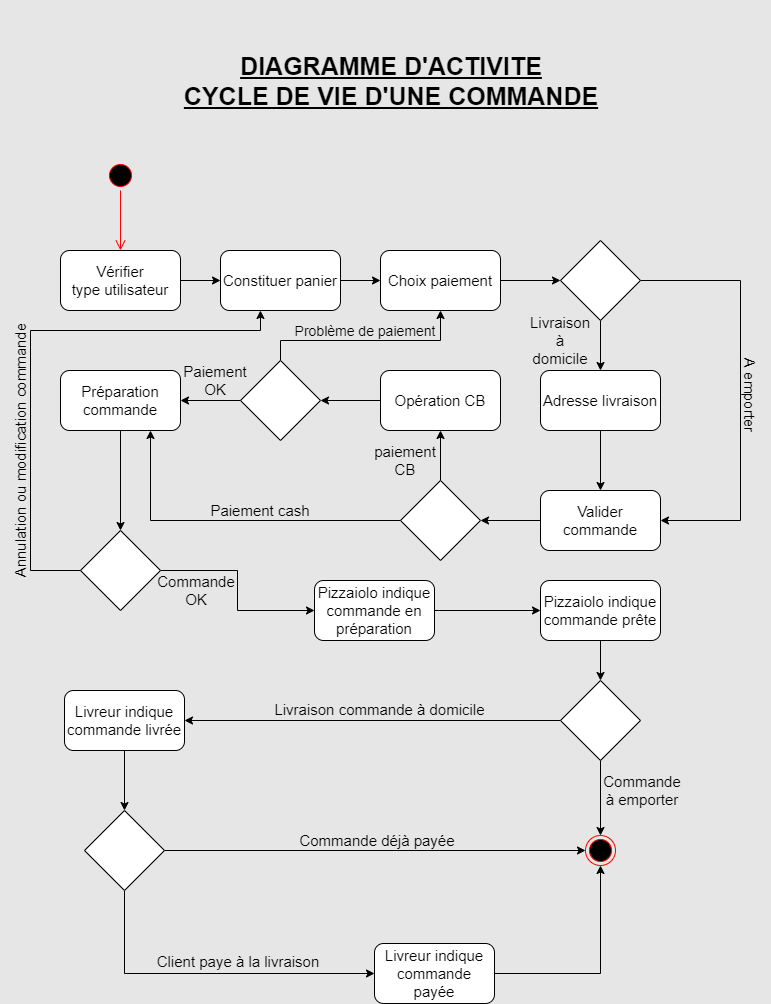 DIAGRAMME D'ACTIVITE
CYCLE DE VIE D'UNE COMMANDE
Vérifier
type utilisateur
Constituer panier
Choix paiement
Livraison
à
domicile
A emporter
Problème de paiement
Annulation ou modification commande
Préparation
commande
Paiement
OK
Opération CB
Adresse livraison
paiement
CB
Paiement cash
Valider
commande
Commande
OK
Pizzaiolo indique
commande en
préparation
Pizzaiolo indique
commande prête
Livreur indique
commande livrée
Livraison commande à domicile
Commande
à emporter
Commande déjà payée
Client paye à la livraison
Livreur indique
commande
payée